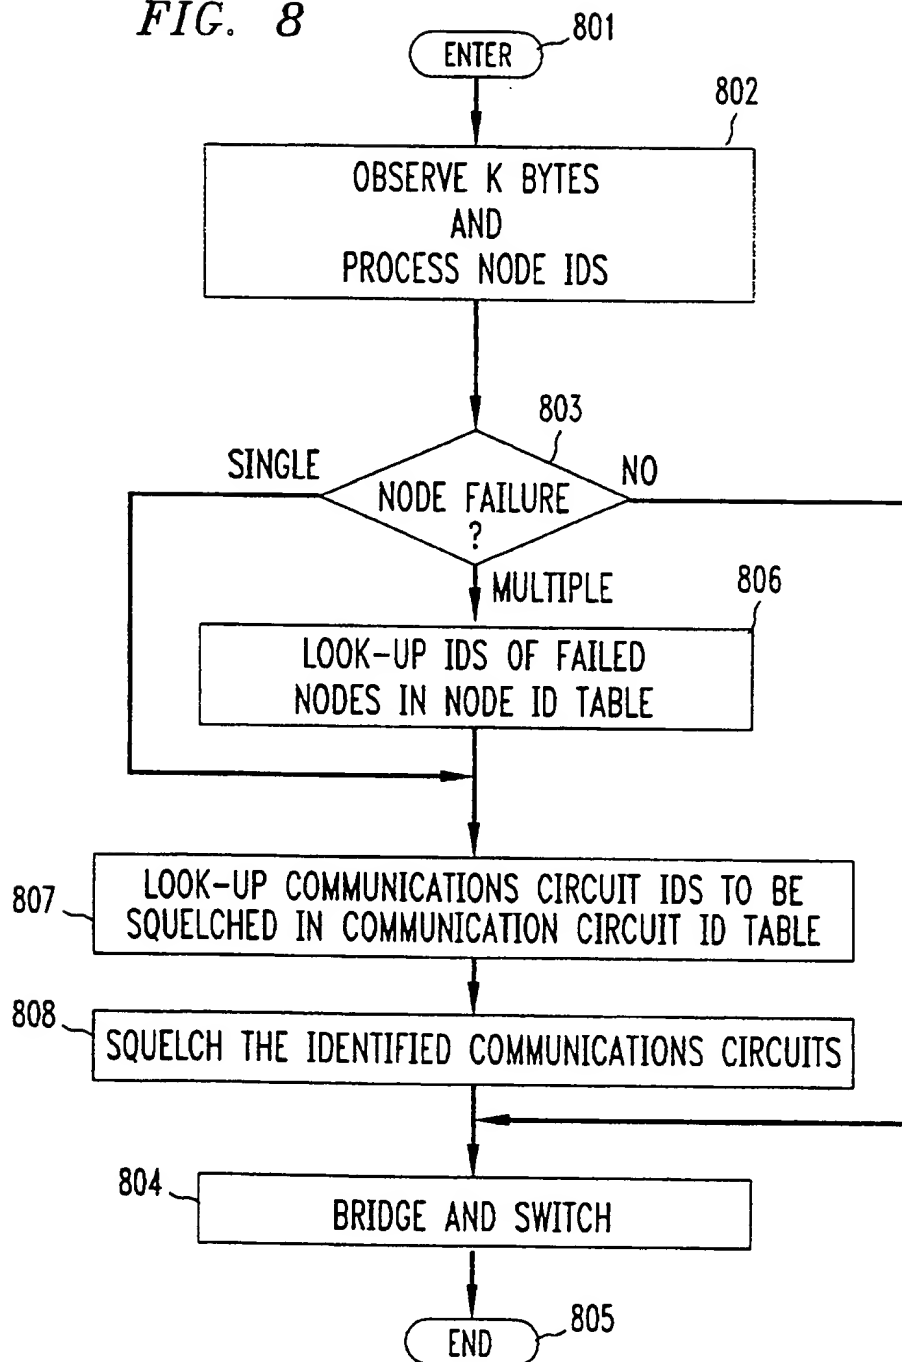 FIG. 8
801
ENTER
802
OBSERVE K BYTES
AND
PROCESS NODE IDS
803
SINGLE
NO
NODE FAILURE
?
MULTIPLE
806
LOOK-UP IDS OF FAILED
NODES IN NODE ID TABLE
807
LOOK-UP COMMUNICATIONS CIRCUIT IDS TO BE
SQUELCHED IN COMMUNICATION CIRCUIT ID TABLE
808
SQUELCH THE IDENTIFIED COMMUNICATIONS CIRCUITS
804
BRIDGE AND SWITCH
805
END